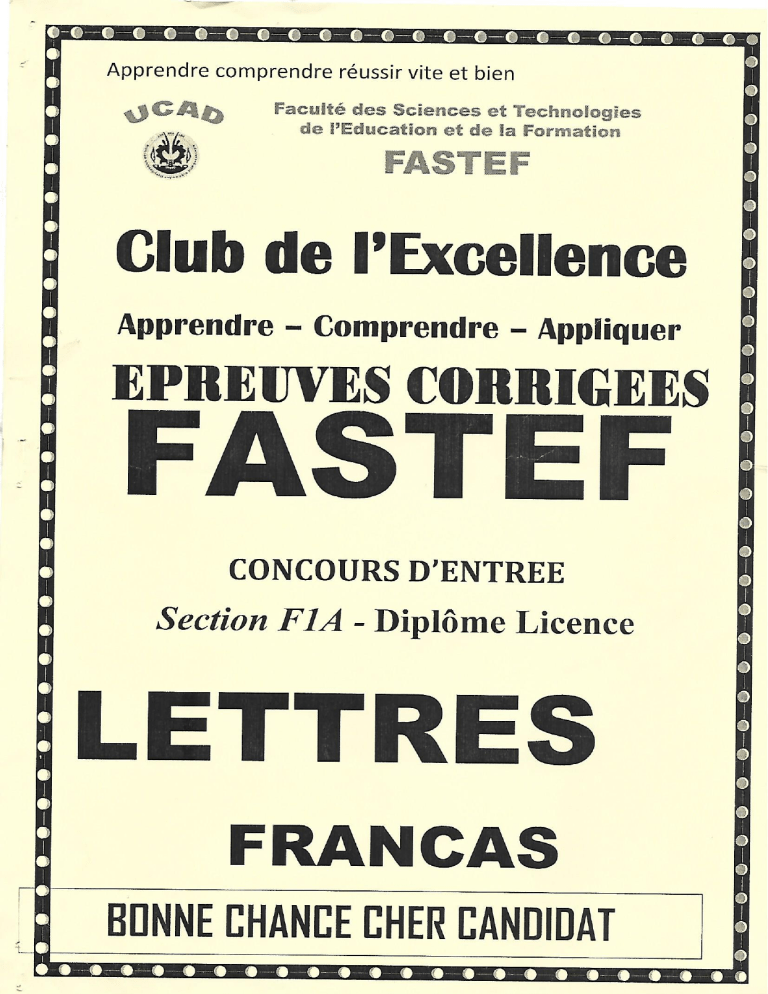 Apprendre comprendre réussir vite et bien
UCAD
Faculté des Sciences et Technologies
de l'Education et de la Formation
FASTEF
Club de l'Excellence
Apprendre – Comprendre – Appliquer
EPREUVES CORRIGEES
FASTEF
CONCOURS D'ENTREE
Section F1A - Diplôme Licence
LETTRES
FRANCAS
BONNE CHANCE CHER CANDIDAT